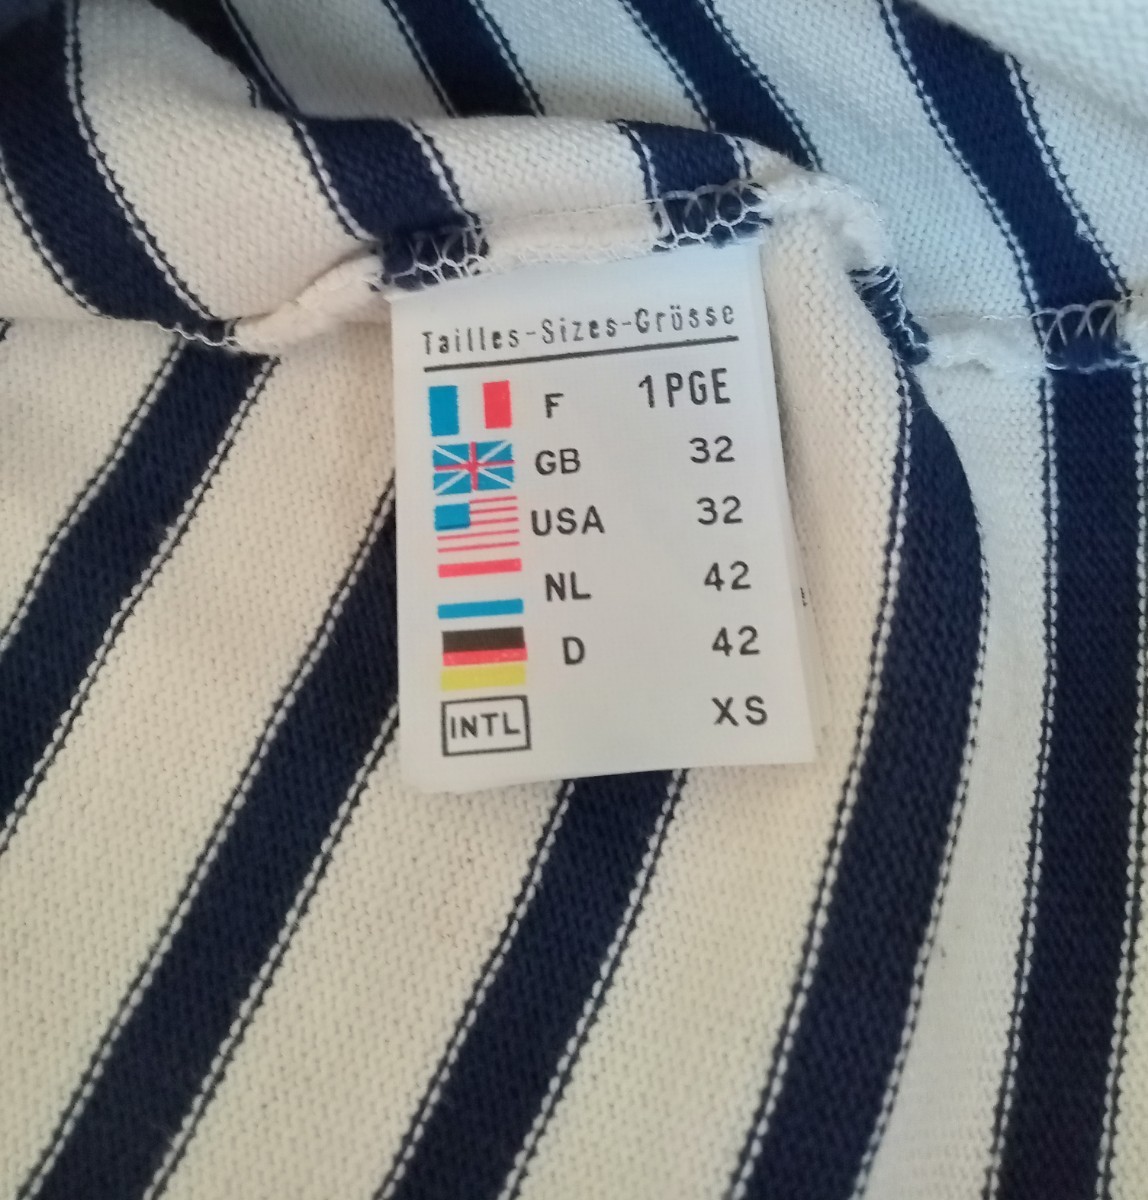 Tailles-Sizes-Grösse
F 1PGE
GB 32
USA 32
NL 42
D 42
INTL XS